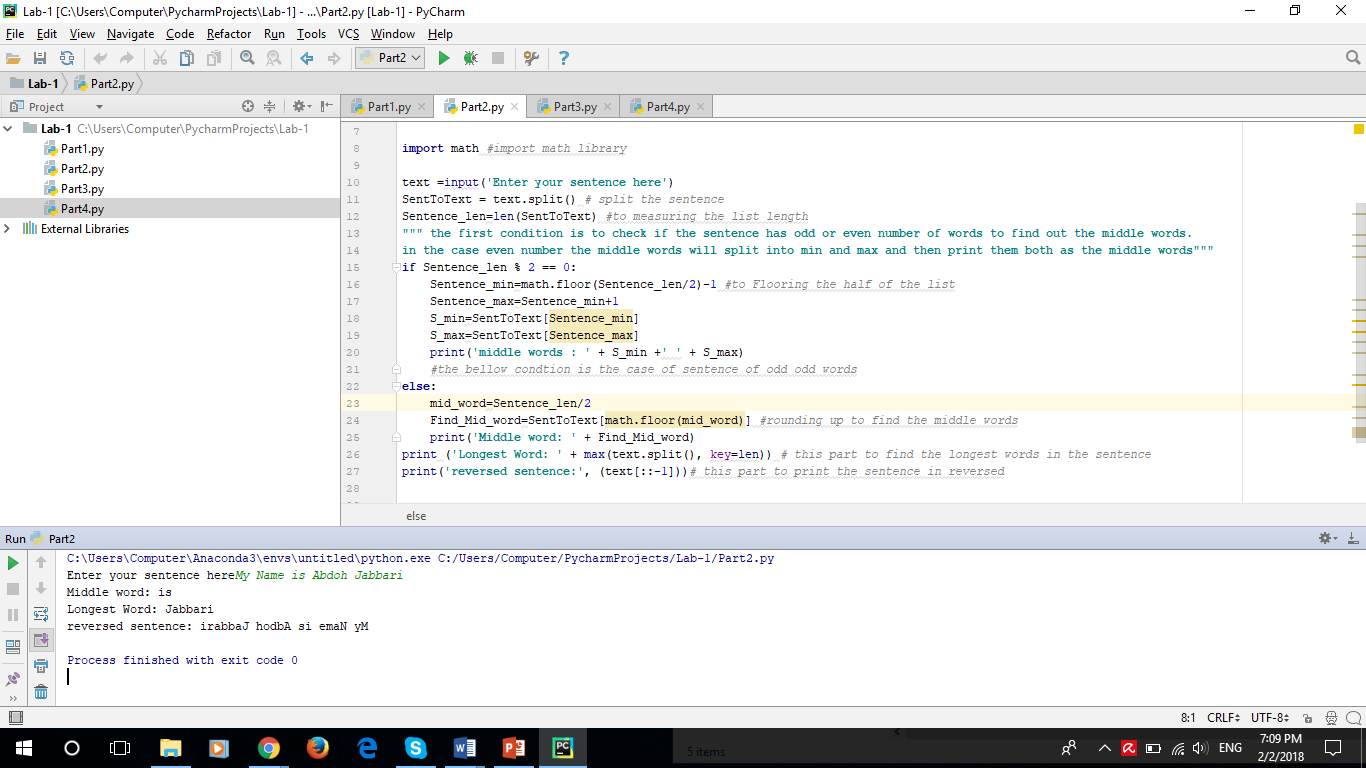 Lab-1 [C:\Users\Computer\PycharmProjects\Lab-1] - ...\Part2.py [Lab-1] - PyCharm
File Edit View Navigate Code Refactor Run Tools VCS Window Help
Part2
Lab-1 Part2.py
Project
Part1.py Part2.py Part3.py Part4.py
Lab-1 C:\Users\Computer\PycharmProjects\Lab-1
Part1.py
Part2.py
Part3.py
Part4.py
External Libraries
7
8 import math #import math library
9
10 text =input('Enter your sentence here')
11 SentToText = text.split() # split the sentence
12 Sentence_len=len(SentToText) #to measuring the list length
13 """ the first condition is to check if the sentence has odd or even number of words to find out the middle words.
14 in the case even number the middle words will split into min and max and then print them both as the middle words"""
15 if Sentence_len % 2 == 0:
16 Sentence_min=math.floor(Sentence_len/2)-1 #to Flooring the half of the list
17 Sentence_max=Sentence_min+1
18 S_min=SentToText[Sentence_min]
19 S_max=SentToText[Sentence_max]
20 print('middle words : ' + S_min +' ' + S_max)
21 #the bellow condtion is the case of sentence of odd odd words
22 else:
23 mid_word=Sentence_len/2
24 Find_Mid_word=SentToText[math.floor(mid_word)] #rounding up to find the middle words
25 print('Middle word: ' + Find_Mid_word)
26 print ('Longest Word: ' + max(text.split(), key=len)) # this part to find the longest words in the sentence
27 print('reversed sentence:', (text[::-1]))# this part to print the sentence in reversed
28
else
Run Part2
C:\Users\Computer\Anaconda3\envs\untitled\python.exe C:/Users/Computer/PycharmProjects/Lab-1/Part2.py
Enter your sentence hereMy Name is Abdoh Jabbari
Middle word: is
Longest Word: Jabbari
reversed sentence: irabbaJ hodbA si emaN yM
Process finished with exit code 0
8:1 CRLF UTF-8
5 items
ENG
7:09 PM
2/2/2018